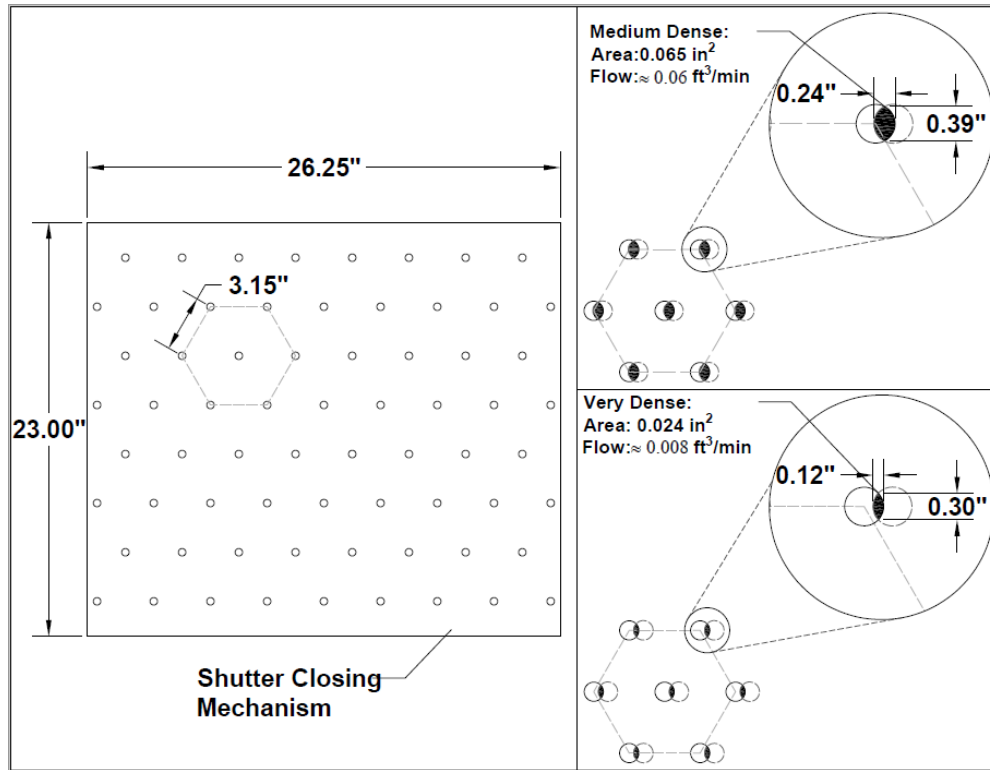 26.25"
3.15"
23.00"
Shutter Closing
Mechanism
Medium Dense:
Area:0.065 in²
Flow:≈ 0.06 ft³/min
0.24"
0.39"
Very Dense:
Area: 0.024 in²
Flow:≈ 0.008 ft³/min
0.12"
0.30"